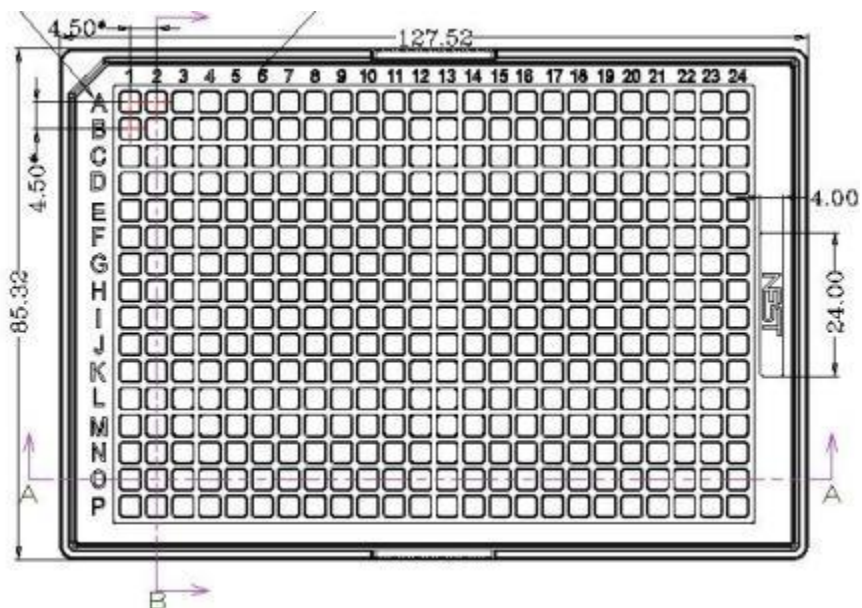 4.50*
127.52
1 2 3 4 5 6 7 8 9 10 11 12 13 14 15 16 17 18 19 20 21 22 23 24
A
B
4.50*
C
D
E
4.00
F
G
H
85.32
24.00
NEST
I
J
K
L
M
N
O
A
A
P
B